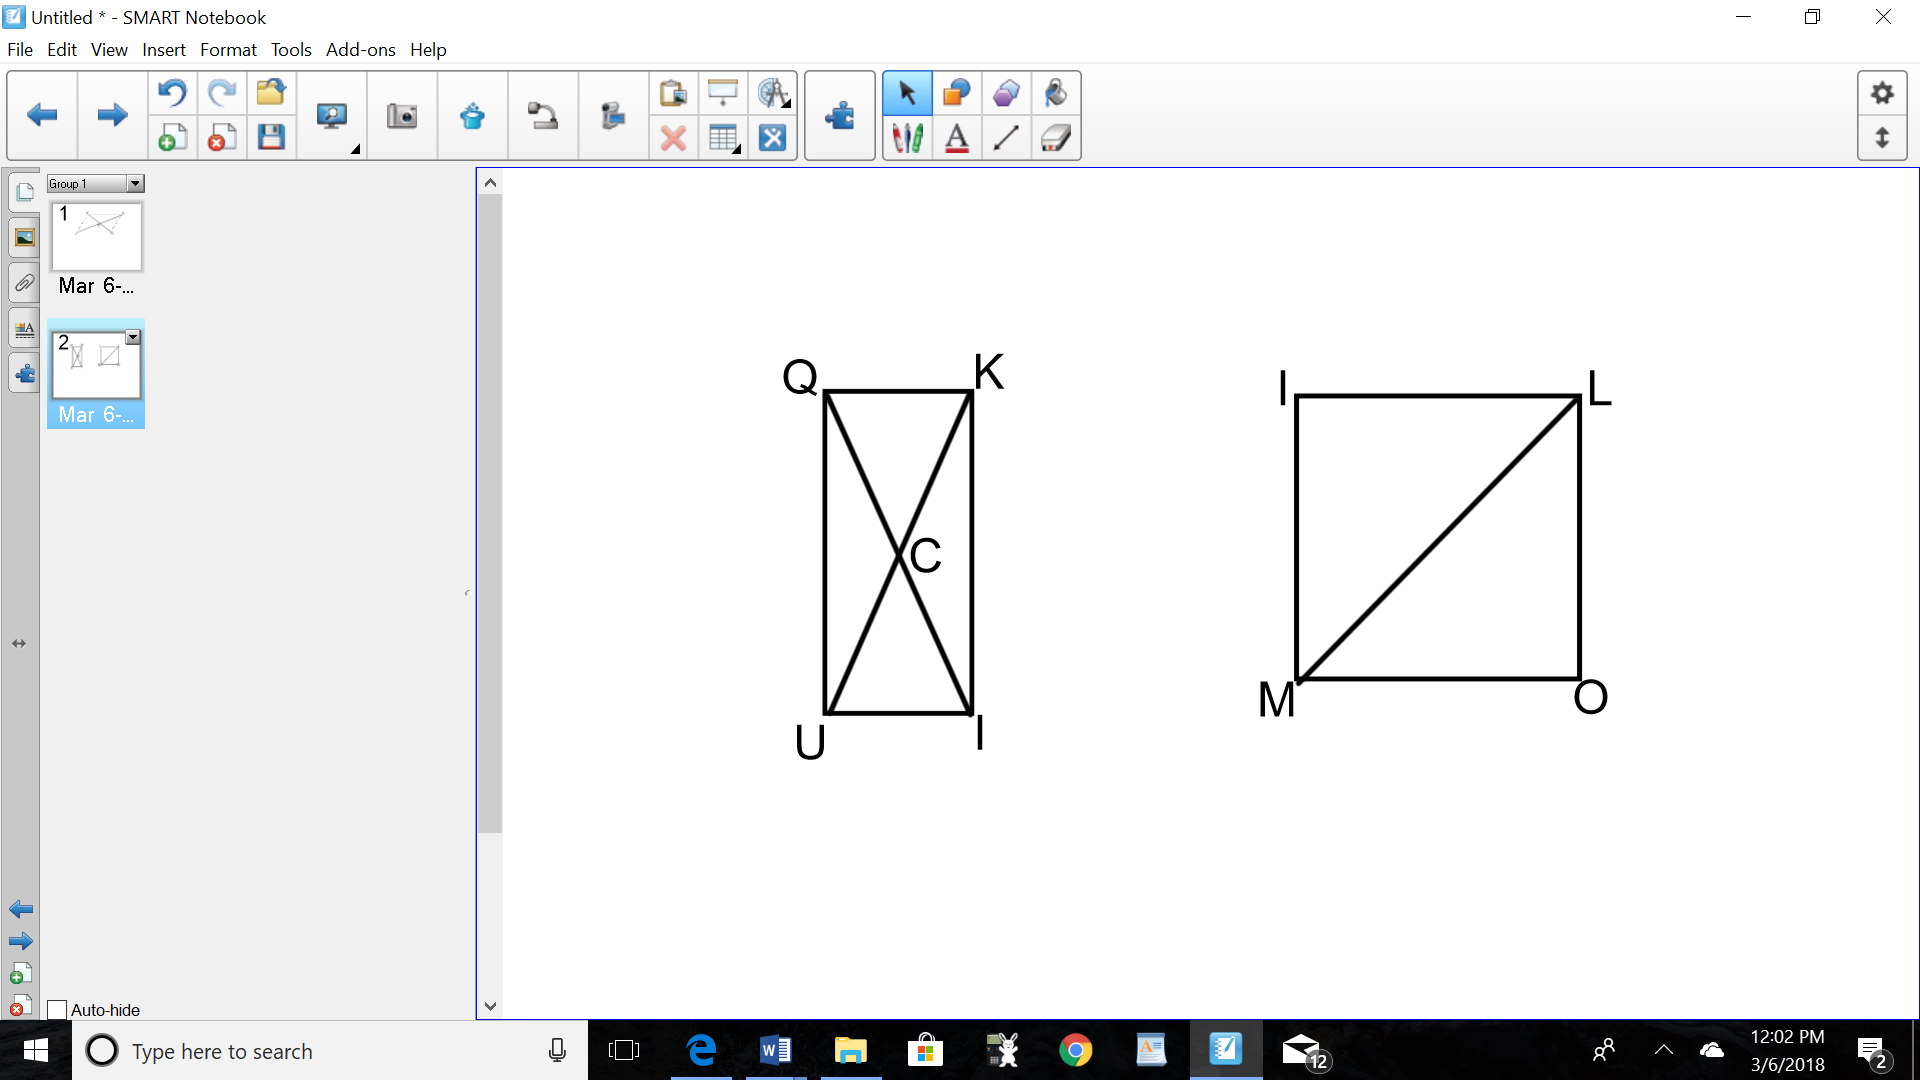 Untitled * - SMART Notebook
File Edit View Insert Format Tools Add-ons Help
Group 1
1
Mar 6-...
2
Mar 6-...
Q K
C
U I
I L
M O
Auto-hide
Type here to search
12
12:02 PM
3/6/2018
2